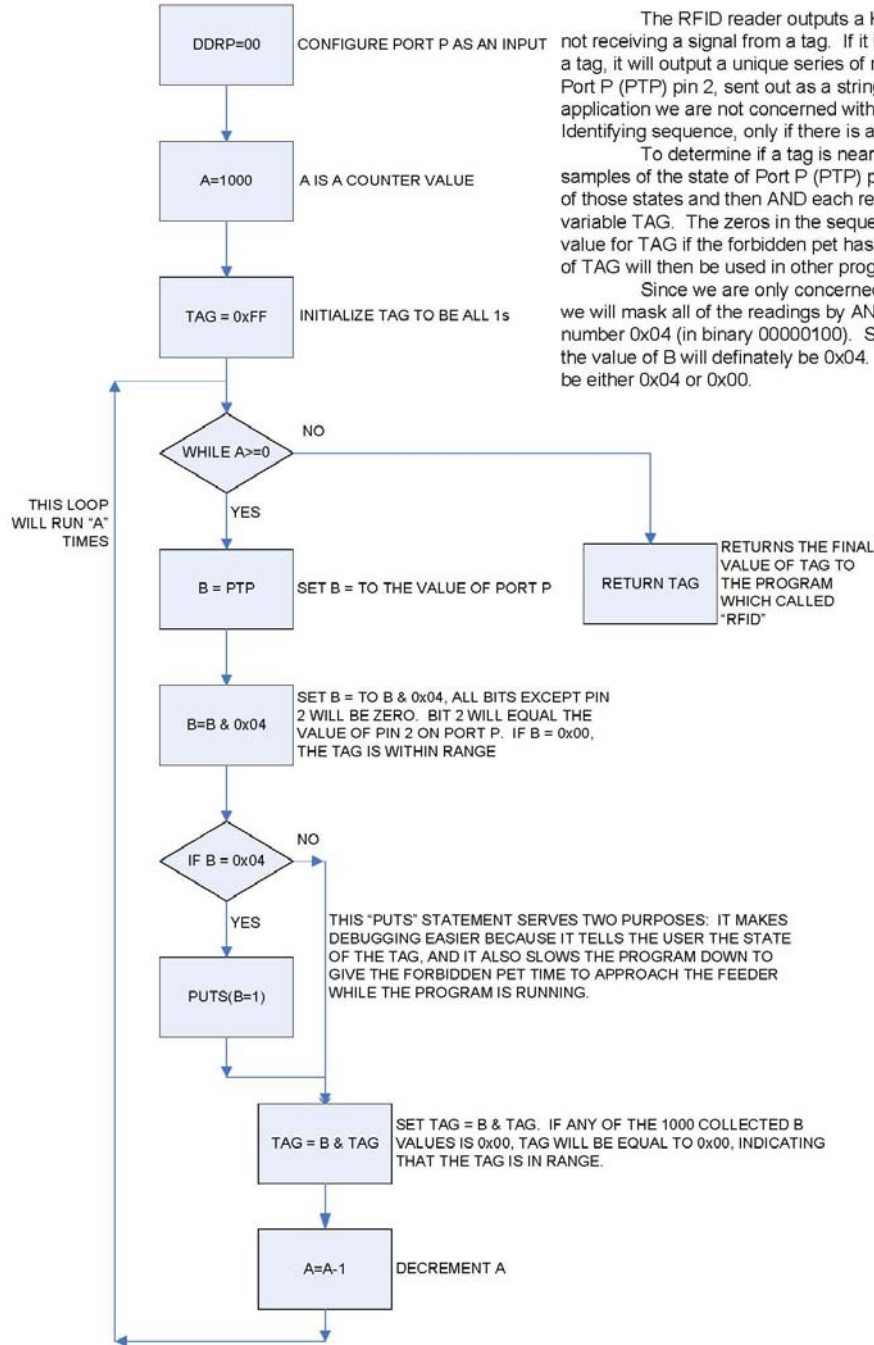 DDRP=00
CONFIGURE PORT P AS AN INPUT
The RFID reader outputs a
not receiving a signal from a tag. If it
a tag, it will output a unique series of
Port P (PTP) pin 2, sent out as a string
application we are not concerned with
Identifying sequence, only if there is a
To determine if a tag is near
samples of the state of Port P (PTP)
of those states and then AND each
variable TAG. The zeros in the
value for TAG if the forbidden pet has
of TAG will then be used in other
Since we are only concerned
we will mask all of the readings by
number 0x04 (in binary 00000100).
the value of B will definately be 0x04.
be either 0x04 or 0x00.
A=1000
A IS A COUNTER VALUE
TAG = 0xFF
INITIALIZE TAG TO BE ALL 1s
WHILE A>=0
NO
YES
THIS LOOP
WILL RUN "A"
TIMES
B = PTP
SET B = TO THE VALUE OF PORT P
RETURN TAG
RETURNS THE FINAL
VALUE OF TAG TO
THE PROGRAM
WHICH CALLED
"RFID"
B=B & 0x04
SET B = TO B & 0x04, ALL BITS EXCEPT PIN
2 WILL BE ZERO. BIT 2 WILL EQUAL THE
VALUE OF PIN 2 ON PORT P. IF B = 0x00,
THE TAG IS WITHIN RANGE
IF B = 0x04
NO
YES
THIS "PUTS" STATEMENT SERVES TWO PURPOSES: IT MAKES
DEBUGGING EASIER BECAUSE IT TELLS THE USER THE STATE
OF THE TAG, AND IT ALSO SLOWS THE PROGRAM DOWN TO
GIVE THE FORBIDDEN PET TIME TO APPROACH THE FEEDER
WHILE THE PROGRAM IS RUNNING.
PUTS(B=1)
TAG = B & TAG
SET TAG = B & TAG. IF ANY OF THE 1000 COLLECTED B
VALUES IS 0x00, TAG WILL BE EQUAL TO 0x00, INDICATING
THAT THE TAG IS IN RANGE.
A=A-1
DECREMENT A